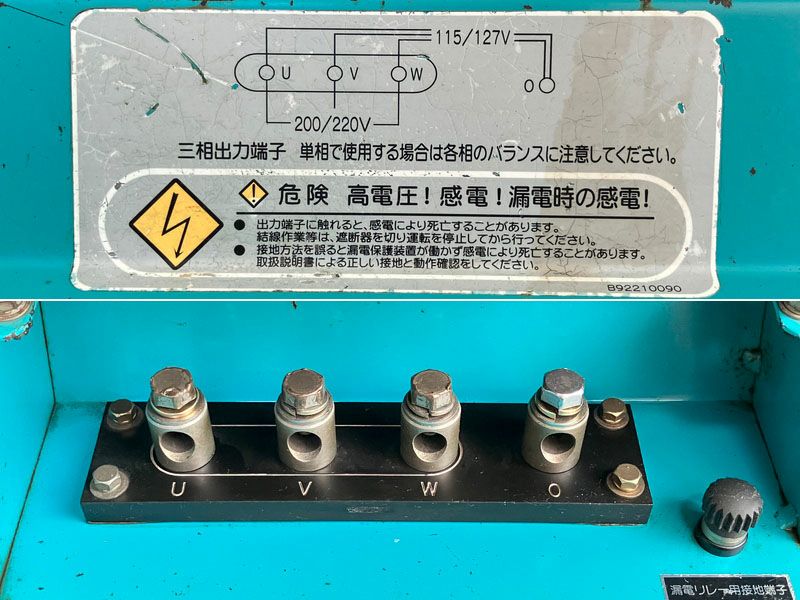 115/127V
U V W O
200/220V
三相出力端子 単相で使用する場合は各相のバランスに注意してください。
危険 高電圧!感電!漏電時の感電!
● 出力端子に触れると、感電により死亡することがあります。
結線作業等は、遮断器を切り運転を停止してから行ってください。
● 接地方法を誤ると漏電保護装置が働かず感電により死亡することがあります。
取扱説明書による正しい接地と動作確認をしてください。
B92210090
U V W O
漏電リレー用接地端子